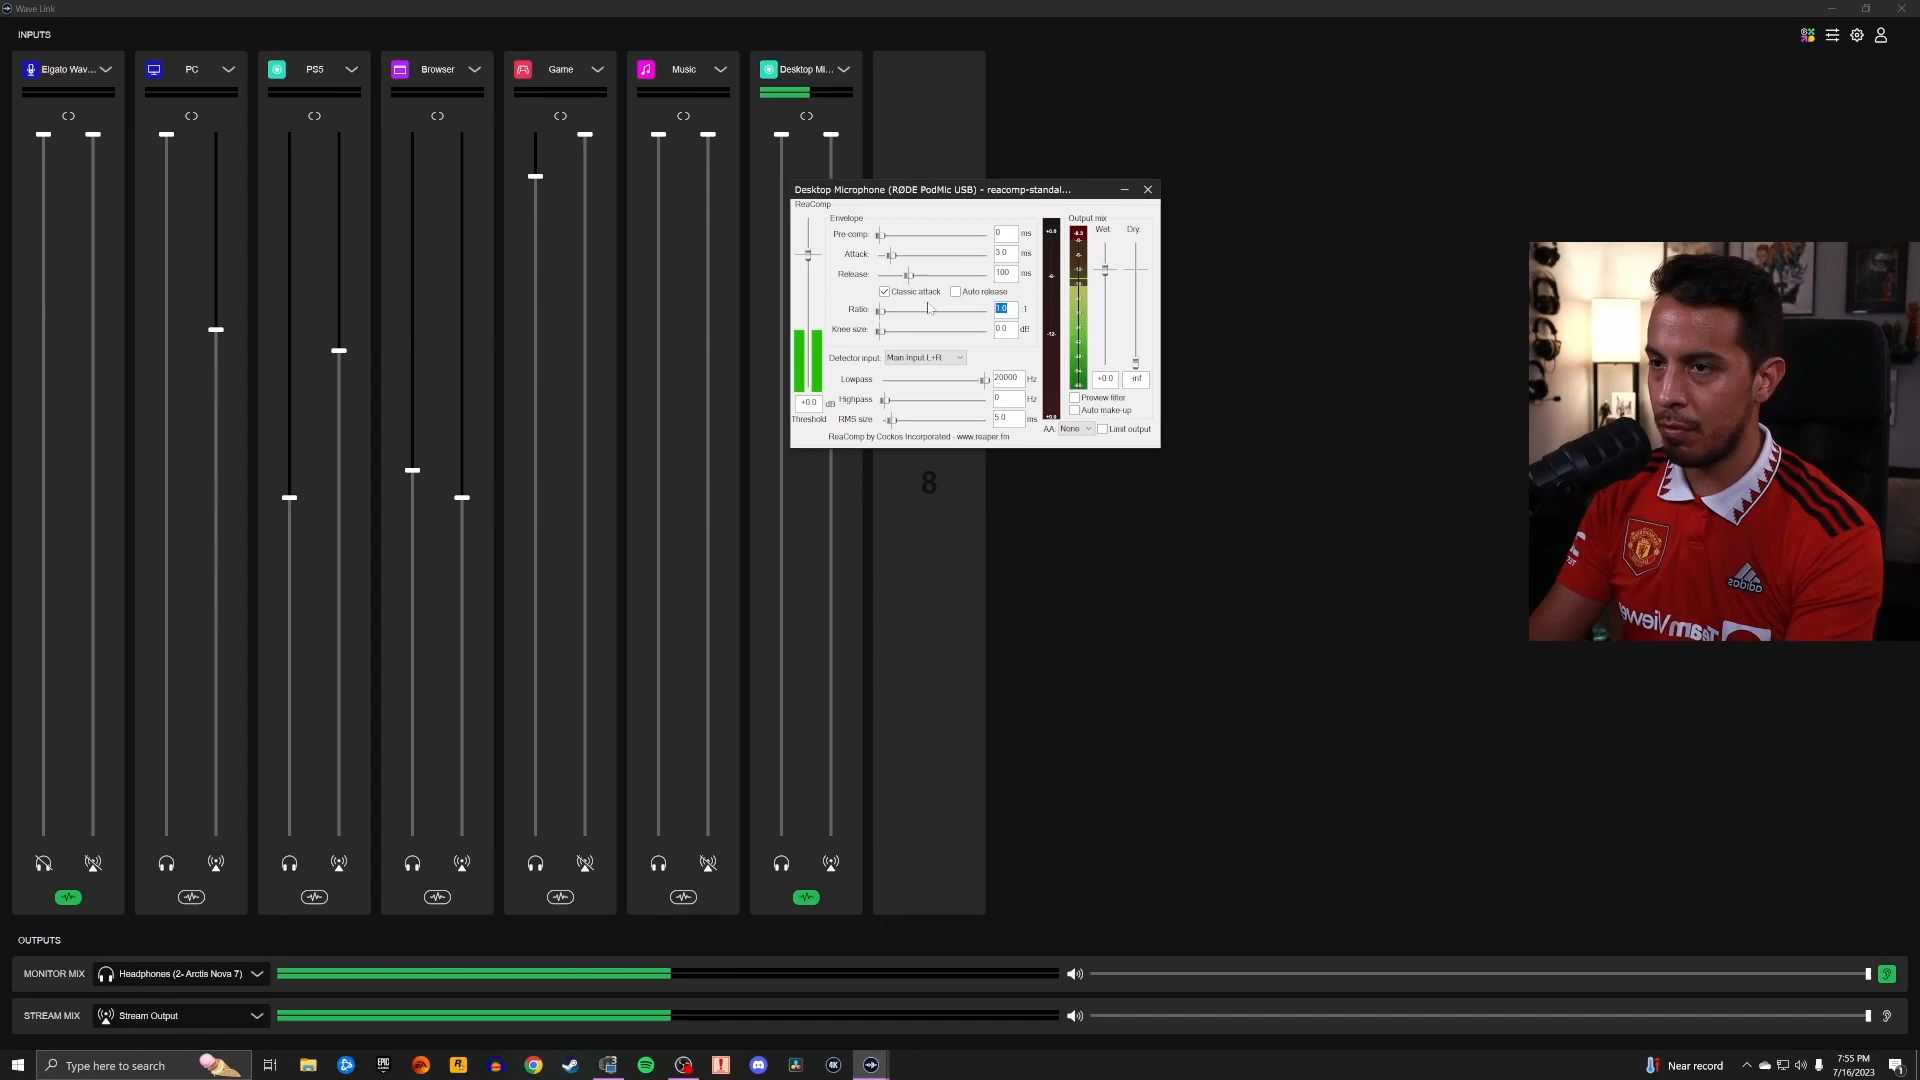 Wave Link
INPUTS
Elgato Wav...
PC
PS5
Browser
Game
Music
Desktop Mi...
Desktop Microphone (RØDE PodMic USB) - reacomp-standal...
ReaComp
Envelope
Pre-comp: 0 ms
Attack: 3.0 ms
Release: 100 ms
Classic attack
Auto release
Ratio: 1.0 :1
Knee size: 0.0 dB
Detector input: Main Input L+R
Lowpass 20000 Hz
Highpass 0 Hz
RMS size 5.0 ms
+0.0 dB
Threshold
ReaComp by Cockos Incorporated - www.reaper.fm
Output mix
Wet: Dry:
+0.0 -inf
Preview filter
Auto make-up
AA: None
Limit output
8
OUTPUTS
MONITOR MIX
Headphones (2- Arctis Nova 7)
STREAM MIX
Stream Output
TeamViewer
adidas
Type here to search
Near record
7:55 PM
7/16/2023